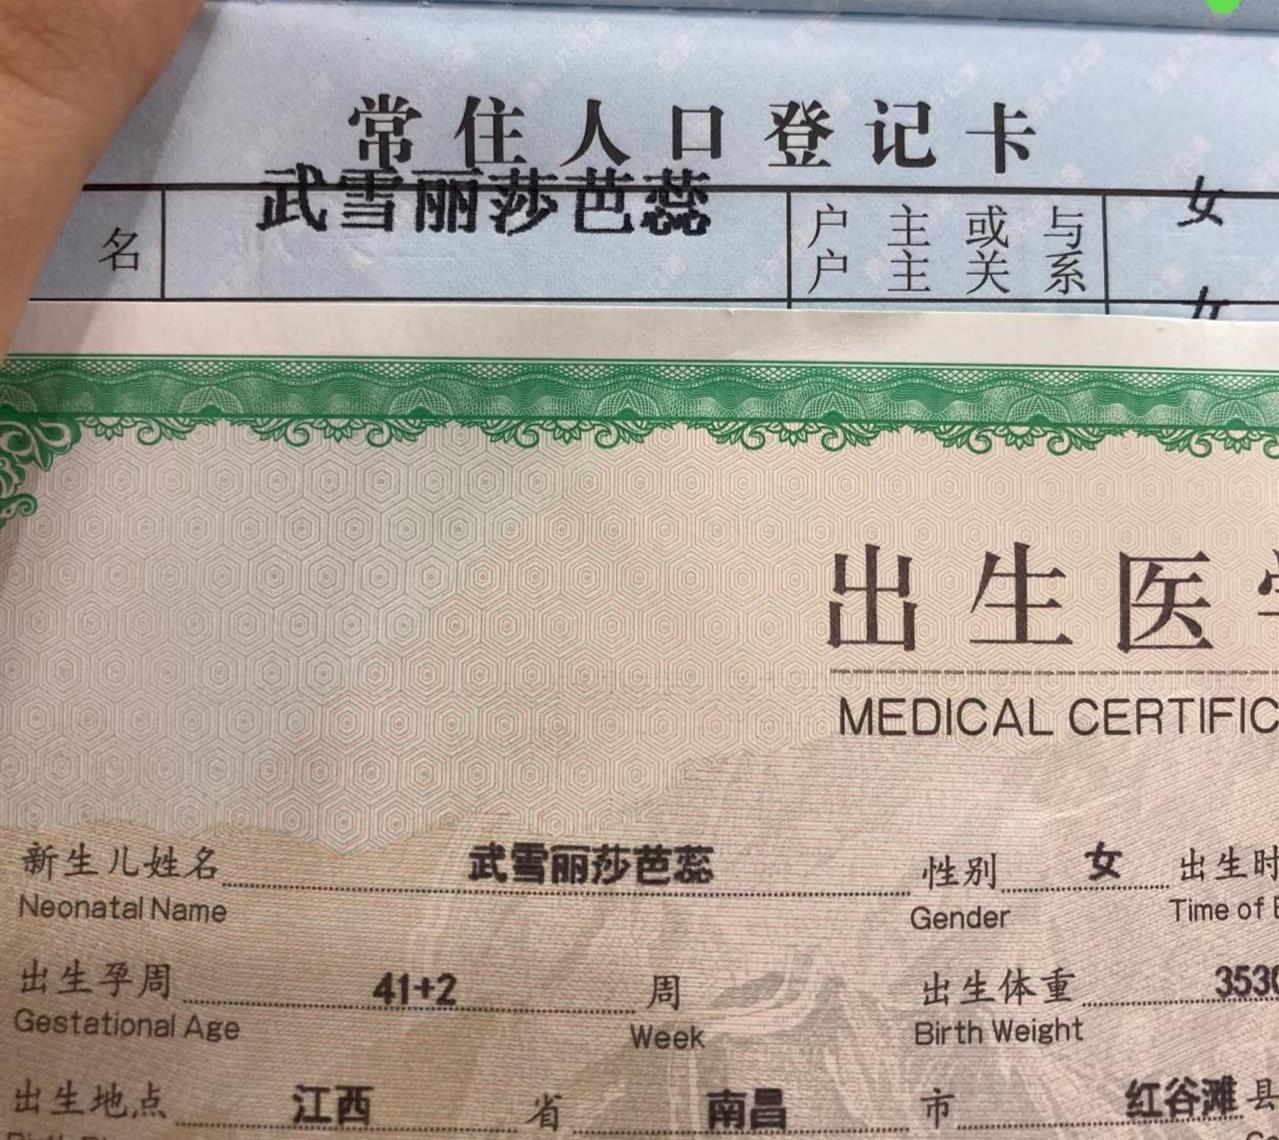 常住人口登记卡
武雪丽莎芭蕊 女
名 户主或与
户主关系
出生医
MEDICAL CERTIFIC
新生儿姓名 武雪丽莎芭蕊 性别 女 出生时
Neonatal Name Gender Time of
出生孕周 41+2 周 出生体重 353
Gestational Age Week Birth Weight
出生地点 江西 省 南昌 市 红谷滩 县